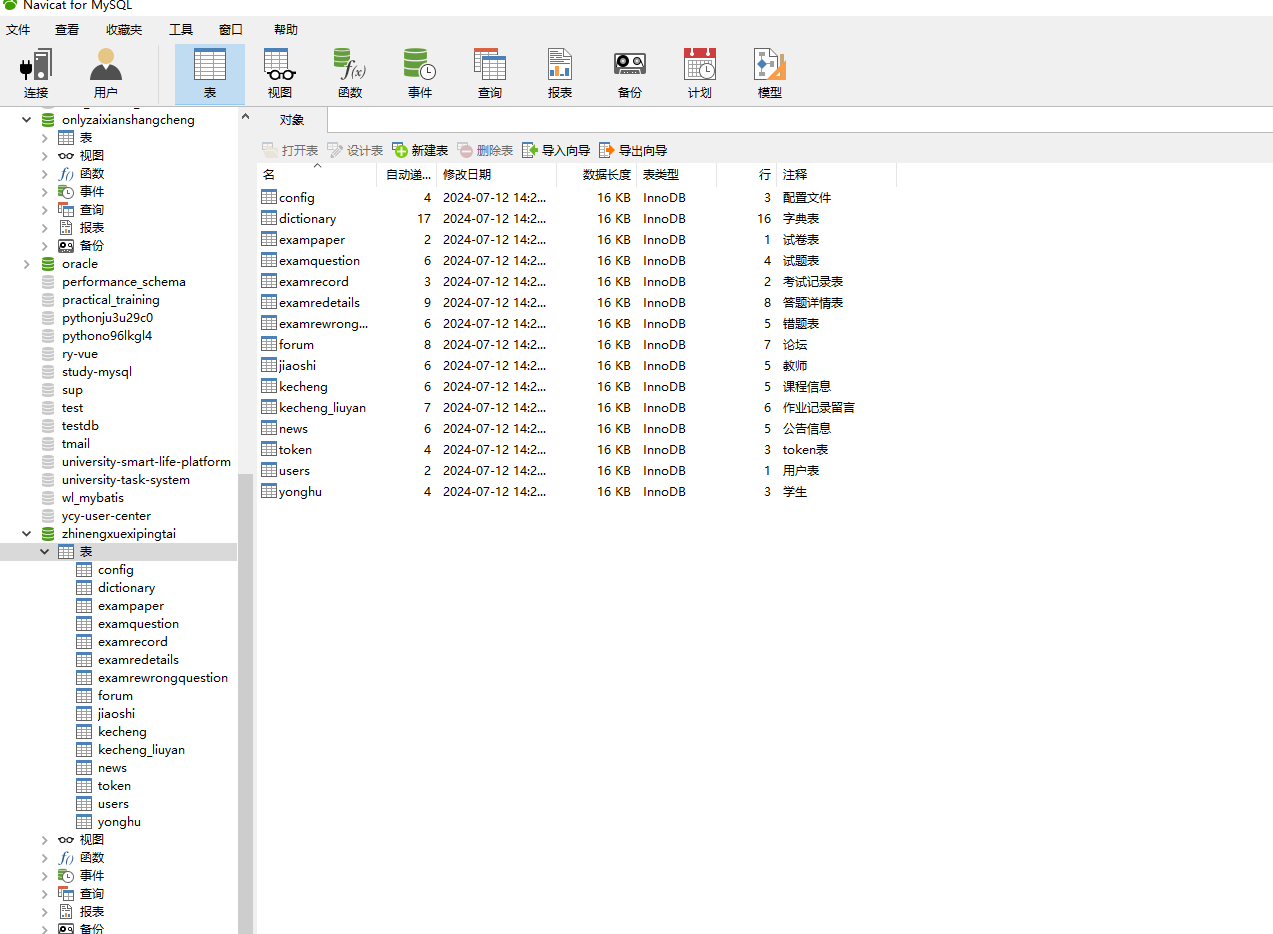 Navicat for MySQL
文件 查看 收藏夹 工具 窗口 帮助
连接 用户 表 视图 函数 事件 查询 报表 备份 计划 模型
onlyzaixianshangcheng
表
视图
函数
事件
查询
报表
备份
oracle
performance_schema
practical_training
pythonju3u29c0
pythono96lkgl4
ry-vue
study-mysql
sup
test
testdb
tmail
university-smart-life-platform
university-task-system
wl_mybatis
ycy-user-center
zhinengxuexipingtai
表
config
dictionary
exampaper
examquestion
examrecord
examredetails
examrewrongquestion
forum
jiaoshi
kecheng
kecheng_liuyan
news
token
users
yonghu
视图
函数
事件
查询
报表
备份
对象
打开表 设计表 新建表 删除表 导入向导 导出向导
名 自动递... 修改日期 数据长度 表类型 行 注释
config 4 2024-07-12 14:2... 16 KB InnoDB 3 配置文件
dictionary 17 2024-07-12 14:2... 16 KB InnoDB 16 字典表
exampaper 2 2024-07-12 14:2... 16 KB InnoDB 1 试卷表
examquestion 6 2024-07-12 14:2... 16 KB InnoDB 4 试题表
examrecord 3 2024-07-12 14:2... 16 KB InnoDB 2 考试记录表
examredetails 9 2024-07-12 14:2... 16 KB InnoDB 8 答题详情表
examrewrong... 6 2024-07-12 14:2... 16 KB InnoDB 5 错题表
forum 8 2024-07-12 14:2... 16 KB InnoDB 7 论坛
jiaoshi 6 2024-07-12 14:2... 16 KB InnoDB 5 教师
kecheng 6 2024-07-12 14:2... 16 KB InnoDB 5 课程信息
kecheng_liuyan 7 2024-07-12 14:2... 16 KB InnoDB 6 作业记录留言
news 6 2024-07-12 14:2... 16 KB InnoDB 5 公告信息
token 4 2024-07-12 14:2... 16 KB InnoDB 3 token表
users 2 2024-07-12 14:2... 16 KB InnoDB 1 用户表
yonghu 4 2024-07-12 14:2... 16 KB InnoDB 3 学生